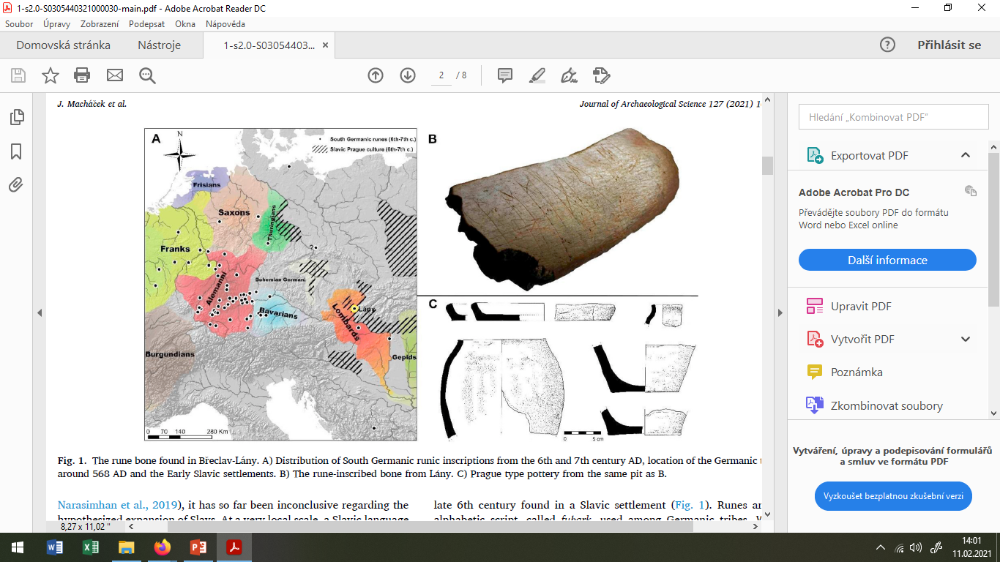 1-s2.0-S0305440321000030-main.pdf - Adobe Acrobat Reader DC
Soubor Úpravy Zobrazení Podepsat Okna Nápověda
Domovská stránka Nástroje 1-s2.0-S03054403... × Přihlásit se
2 / 8
J. Macháček et al. Journal of Archaeological Science 127 (2021) 1
A
N
South Germanic runes (6th-7th c.)
Slavic Prague culture (6th-7th c.)
Frisians
Saxons
Thuringians
Franks
?
Bohemian Germani
Alemanni
Bavarians
Lány
Lombards
Burgundians
Gepids
0 70 140 280 Km
B
C
0 5 cm
Fig. 1. The rune bone found in Břeclav-Lány. A) Distribution of South Germanic runic inscriptions from the 6th and 7th century AD, location of the Germanic
around 568 AD and the Early Slavic settlements. B) The rune-inscribed bone from Lány. C) Prague type pottery from the same pit as B.
Narasimhan et al., 2019), it has so far been inconclusive regarding the
hypothesized expansion of Slavs. At a very local scale, a Slavic language
late 6th century found in a Slavic settlement (Fig. 1). Runes
alphabetic script, called fuþark, used among Germanic tribes.
8,27 x 11,02 "
Hledání „Kombinovat PDF"
Exportovat PDF
Adobe Acrobat Pro DC
Převádějte soubory PDF do formátu
Word nebo Excel online
Další informace
Upravit PDF
Vytvořit PDF
Poznámka
Zkombinovat soubory
Vytváření, úpravy a podepisování formulářů
a smluv ve formátu PDF
Vyzkoušet bezplatnou zkušební verzi
14:01
11.02.2021